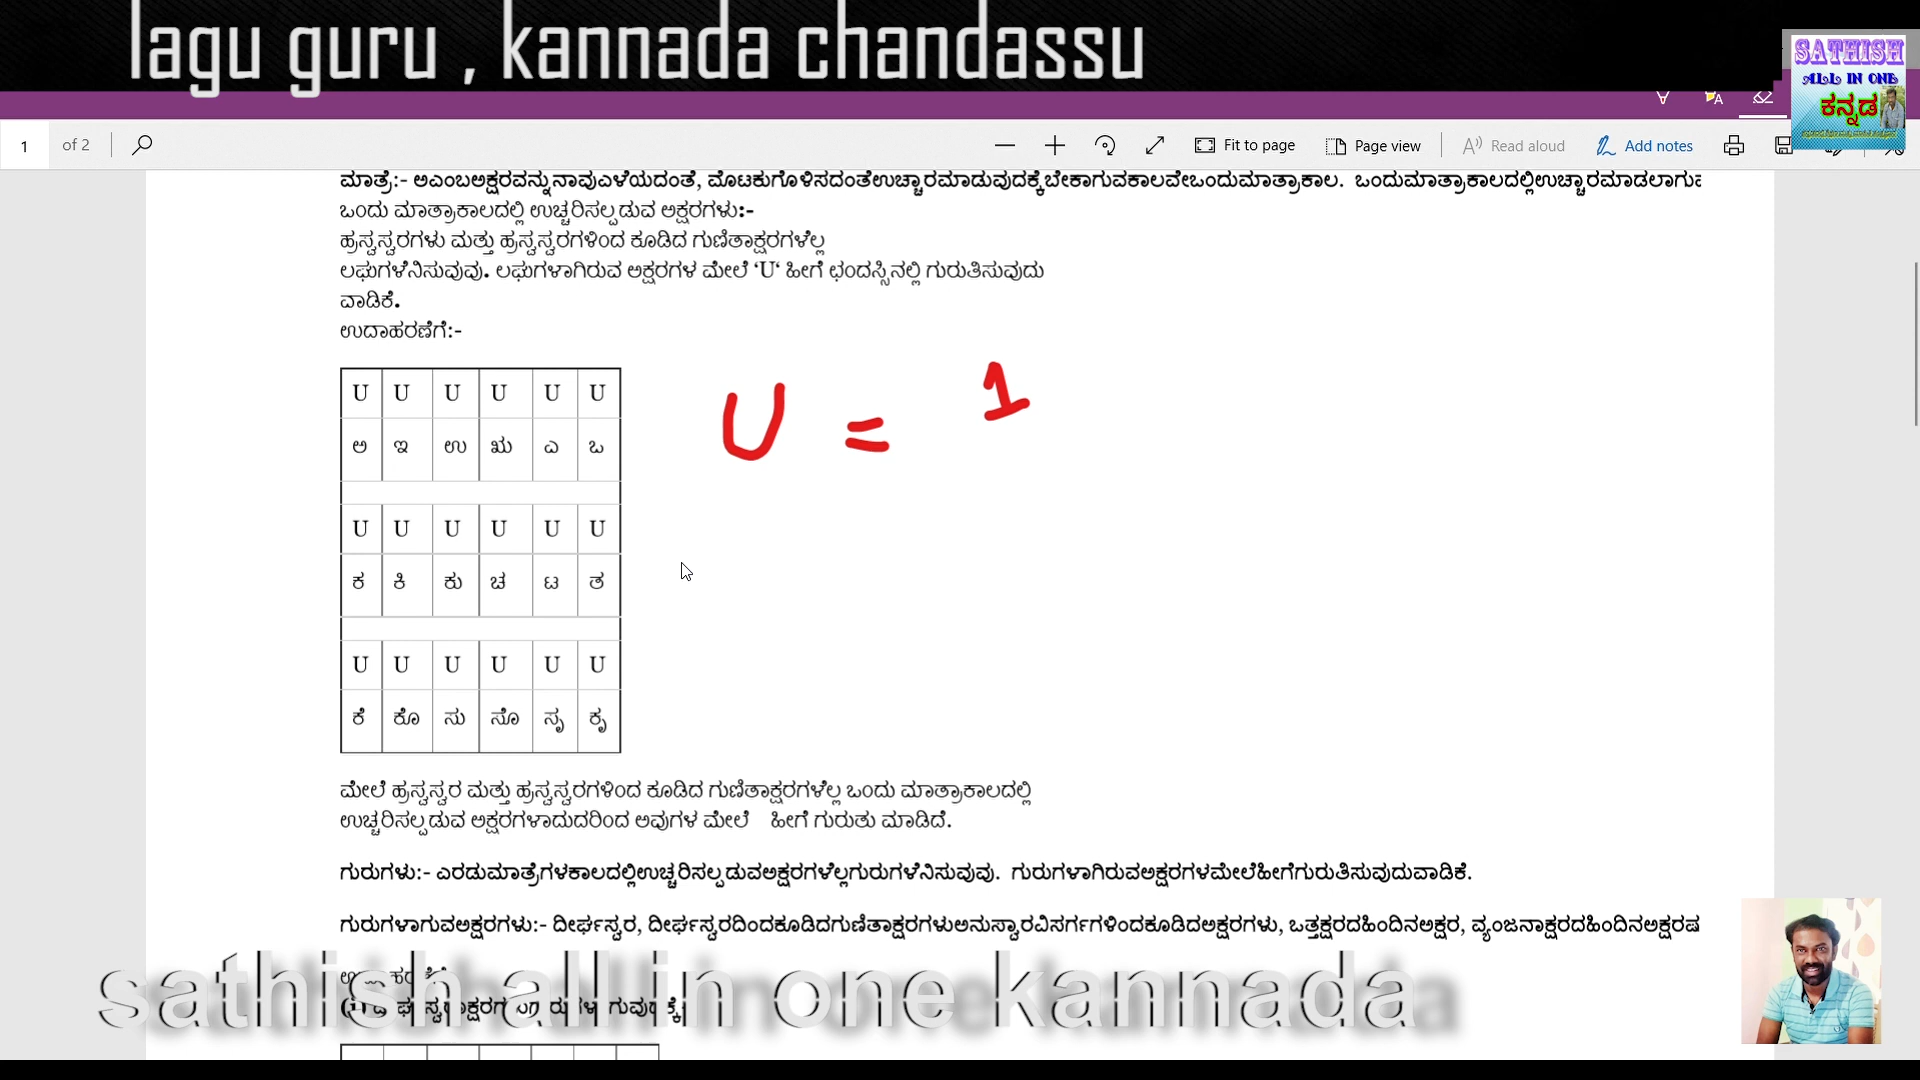 lagu guru , kannada chandassu
SATHISH
ALL IN ONE
ಕನ್ನಡ
1 of 2 Fit to page Page view Read aloud Add notes
ಮಾತ್ರೆ:- ಅಎಂಬಅಕ್ಷರವನ್ನುನಾವುಎಳೆಯದಂತೆ, ಮೊಟಕುಗೊಳಿಸದಂತೆಉಚ್ಚಾರಮಾಡುವುದಕ್ಕೆಬೇಕಾಗುವಕಾಲವೇಒಂದುಮಾತ್ರಾಕಾಲ. ಒಂದುಮಾತ್ರಾಕಾಲದಲ್ಲಿಉಚ್ಚಾರಮಾಡಲಾಗು
ಒಂದು ಮಾತ್ರಾಕಾಲದಲ್ಲಿ ಉಚ್ಚರಿಸಲ್ಪಡುವ ಅಕ್ಷರಗಳು:-
ಹ್ರಸ್ವಸ್ವರಗಳು ಮತ್ತು ಹ್ರಸ್ವಸ್ವರಗಳಿಂದ ಕೂಡಿದ ಗುಣಿತಾಕ್ಷರಗಳೆಲ್ಲ
ಲಘುಗಳೆನಿಸುವುವು. ಲಘುಗಳಾಗಿರುವ ಅಕ್ಷರಗಳ ಮೇಲೆ ‘U‘ ಹೀಗೆ ಛಂದಸ್ಸಿನಲ್ಲಿ ಗುರುತಿಸುವುದು
ವಾಡಿಕೆ.
ಉದಾಹರಣೆಗೆ:-
U U U U U U
ಅ ಇ ಉ ಋ ಎ ಒ
U = 1
U U U U U U
ಕ ಕಿ ಕು ಚ ಟ ತ
U U U U U U
ಕೆ ಕೊ ಸು ಸೊ ಸೃ ಕೃ
ಮೇಲೆ ಹ್ರಸ್ವಸ್ವರ ಮತ್ತು ಹ್ರಸ್ವಸ್ವರಗಳಿಂದ ಕೂಡಿದ ಗುಣಿತಾಕ್ಷರಗಳೆಲ್ಲ ಒಂದು ಮಾತ್ರಾಕಾಲದಲ್ಲಿ
ಉಚ್ಚರಿಸಲ್ಪಡುವ ಅಕ್ಷರಗಳಾದುದರಿಂದ ಅವುಗಳ ಮೇಲೆ ಹೀಗೆ ಗುರುತು ಮಾಡಿದೆ.
ಗುರುಗಳು:- ಎರಡುಮಾತ್ರೆಗಳಕಾಲದಲ್ಲಿಉಚ್ಚರಿಸಲ್ಪಡುವಅಕ್ಷರಗಳೆಲ್ಲಗುರುಗಳೆನಿಸುವುವು. ಗುರುಗಳಾಗಿರುವಅಕ್ಷರಗಳಮೇಲೆಹೀಗೆಗುರುತಿಸುವುದುವಾಡಿಕೆ.
ಗುರುಗಳಾಗುವಅಕ್ಷರಗಳು:- ದೀರ್ಘಸ್ವರ, ದೀರ್ಘಸ್ವರದಿಂದಕೂಡಿದಗುಣಿತಾಕ್ಷರಗಳುಅನುಸ್ವಾರವಿಸರ್ಗಗಳಿಂದಕೂಡಿದಅಕ್ಷರಗಳು, ಒತ್ತಕ್ಷರದಹಿಂದಿನಅಕ್ಷರ, ವ್ಯಂಜನಾಕ್ಷರದಹಿಂದಿನಅಕ್ಷರಷ
sathish all in one kannada